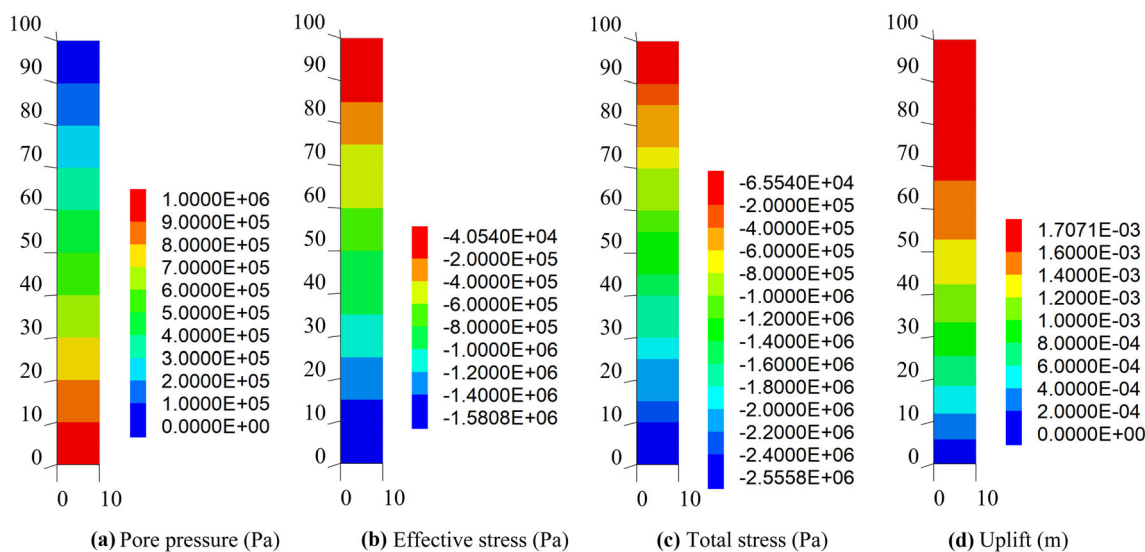 100
90
80
70
60
50
40
30
20
10
0
0 10
1.0000E+06
9.0000E+05
8.0000E+05
7.0000E+05
6.0000E+05
5.0000E+05
4.0000E+05
3.0000E+05
2.0000E+05
1.0000E+05
0.0000E+00
(a) Pore pressure (Pa)
100
90
80
70
60
50
40
30
20
10
0
0 10
-4.0540E+04
-2.0000E+05
-4.0000E+05
-6.0000E+05
-8.0000E+05
-1.0000E+06
-1.2000E+06
-1.4000E+06
-1.5808E+06
(b) Effective stress (Pa)
100
90
80
70
60
50
40
30
20
10
0
0 10
-6.5540E+04
-2.0000E+05
-4.0000E+05
-6.0000E+05
-8.0000E+05
-1.0000E+06
-1.2000E+06
-1.4000E+06
-1.6000E+06
-1.8000E+06
-2.0000E+06
-2.2000E+06
-2.4000E+06
-2.5558E+06
(c) Total stress (Pa)
100
90
80
70
60
50
40
30
20
10
0
0 10
1.7071E-03
1.6000E-03
1.4000E-03
1.2000E-03
1.0000E-03
8.0000E-04
6.0000E-04
4.0000E-04
2.0000E-04
0.0000E+00
(d) Uplift (m)